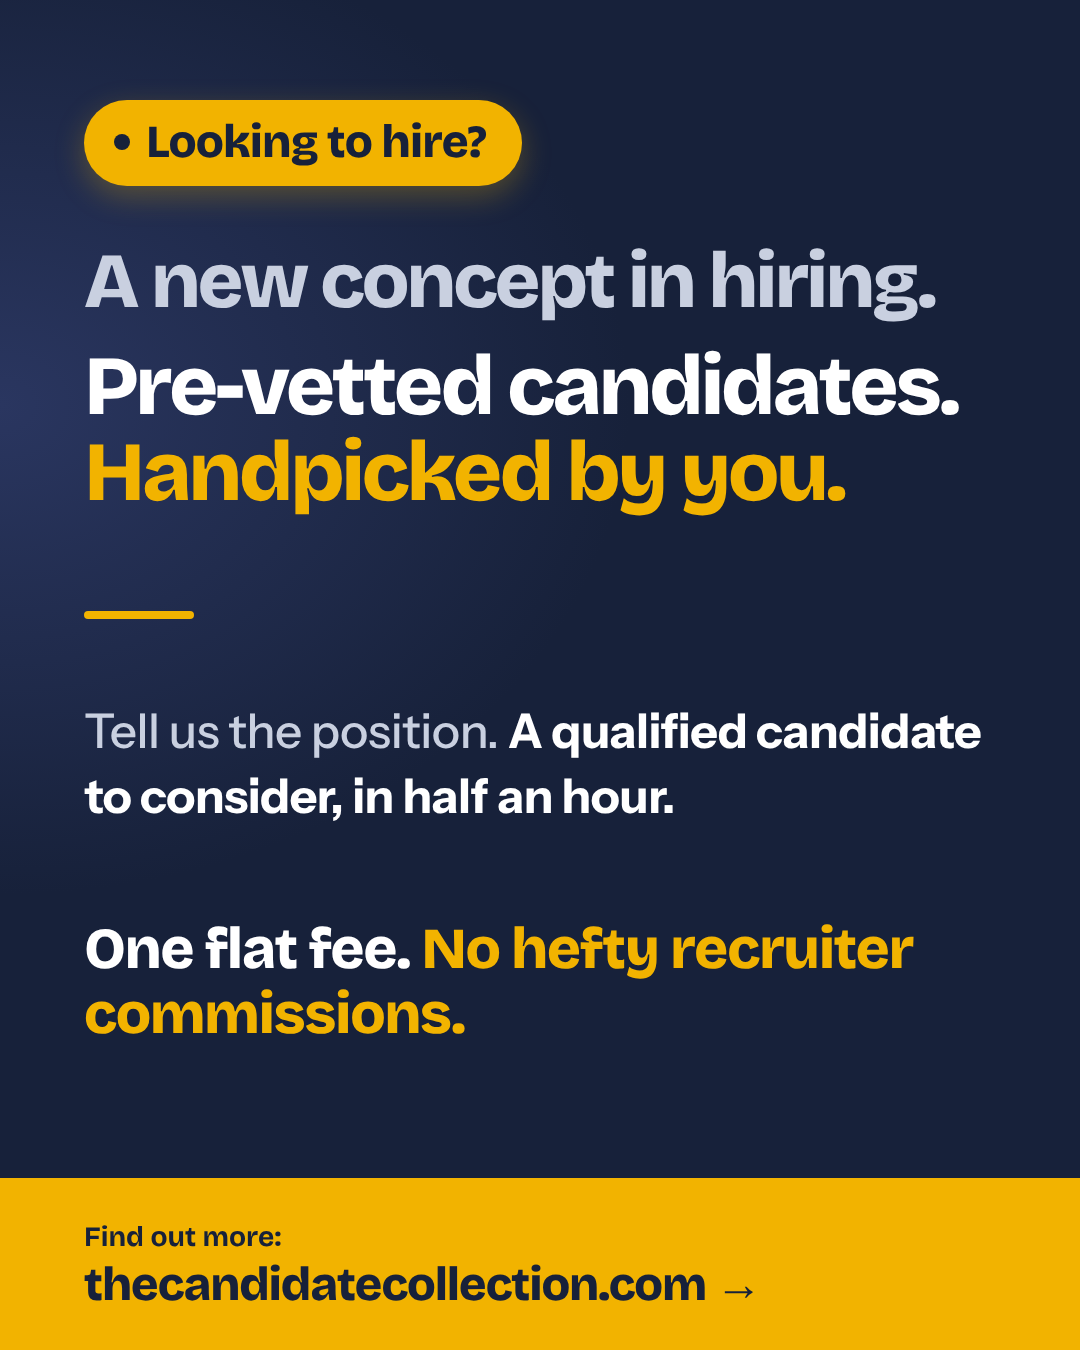 • Looking to hire?
A new concept in hiring.
Pre-vetted candidates.
Handpicked by you.
Tell us the position. A qualified candidate
to consider, in half an hour.
One flat fee. No hefty recruiter
commissions.
Find out more:
thecandidatecollection.com →